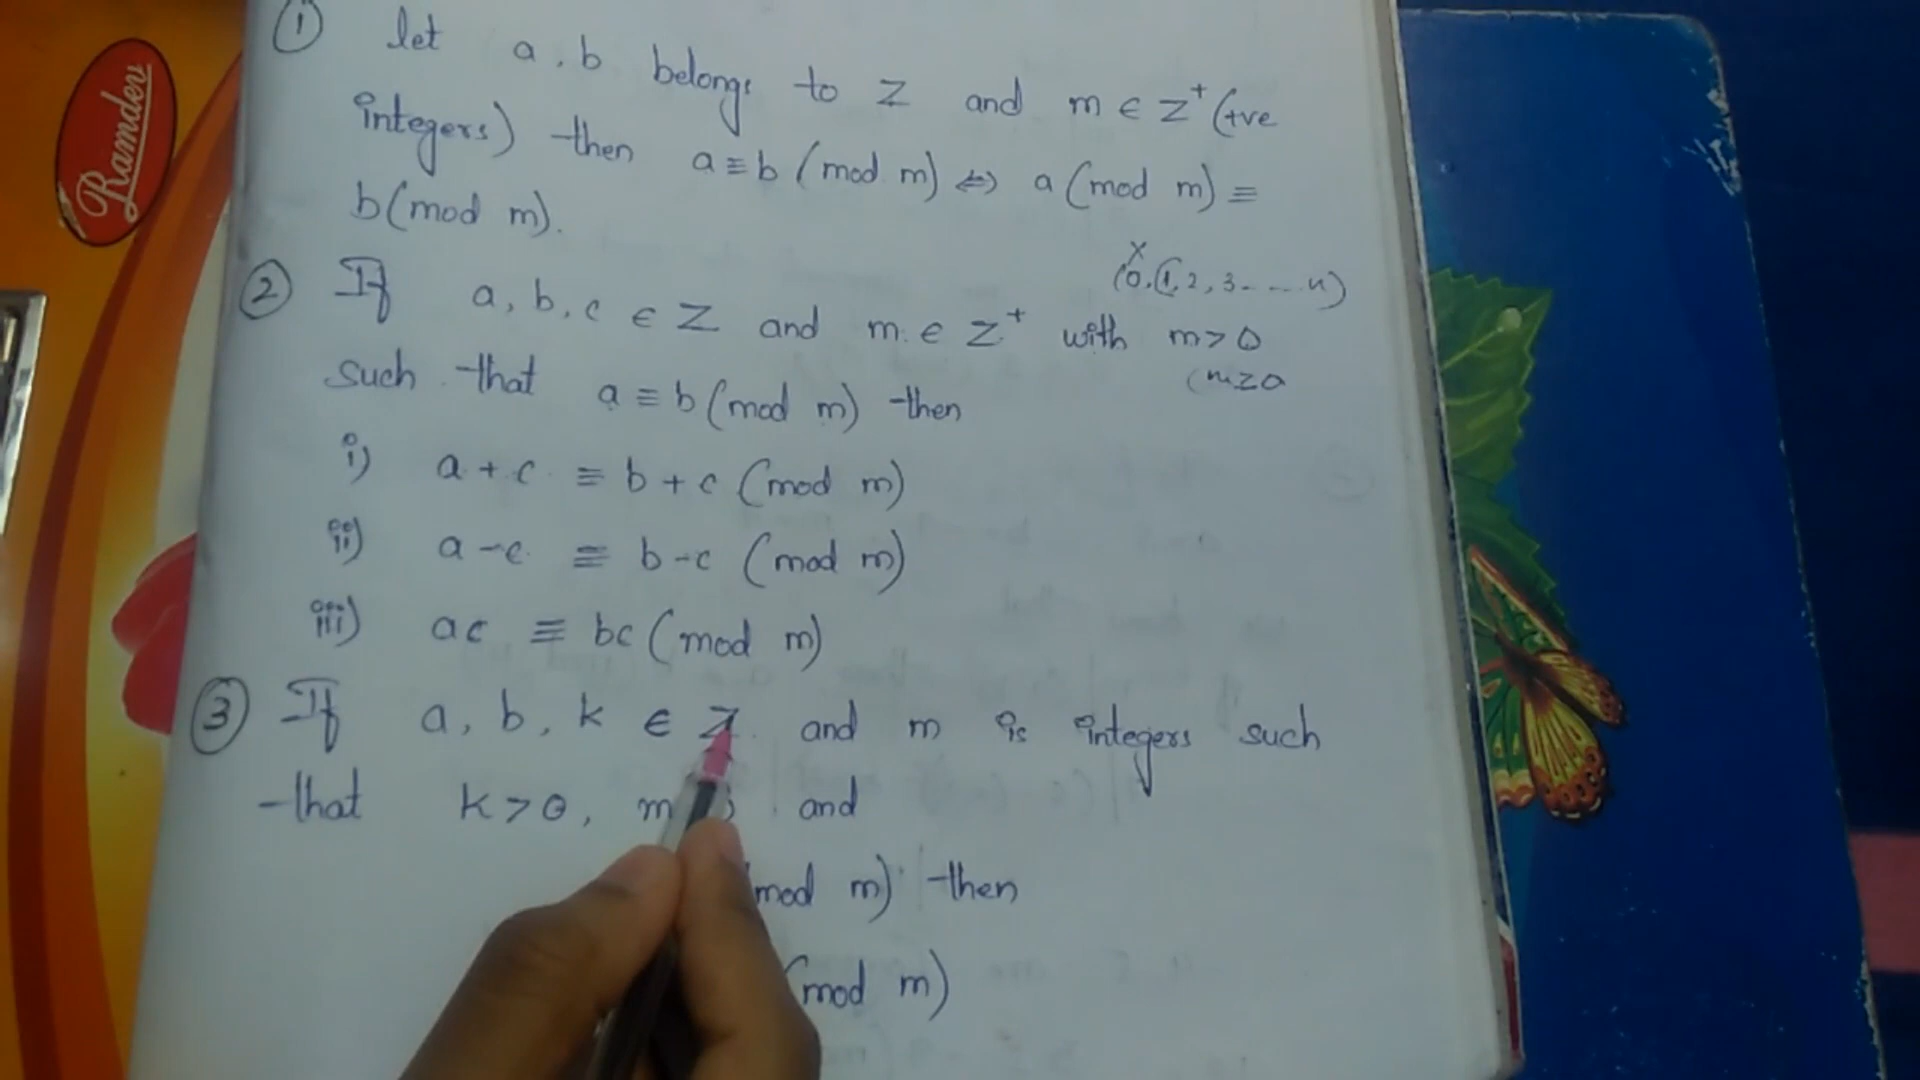 Ramdev
① let a, b belongs to Z and m ∈ Z⁺ (+ve
integers) then a ≡ b (mod m) ⇔ a (mod m) ≡
b (mod m).
(0, 1, 2, 3 - - - - n)
x
② If a, b, c ∈ Z and m ∈ Z⁺ with m > 0
such that a ≡ b (mod m) then
i) a + c ≡ b + c (mod m)
ii) a - c ≡ b - c (mod m)
iii) ac ≡ bc (mod m)
③ If a, b, k ∈ Z and m is integers such
that k > 0, m and
mod m) then
(mod m)